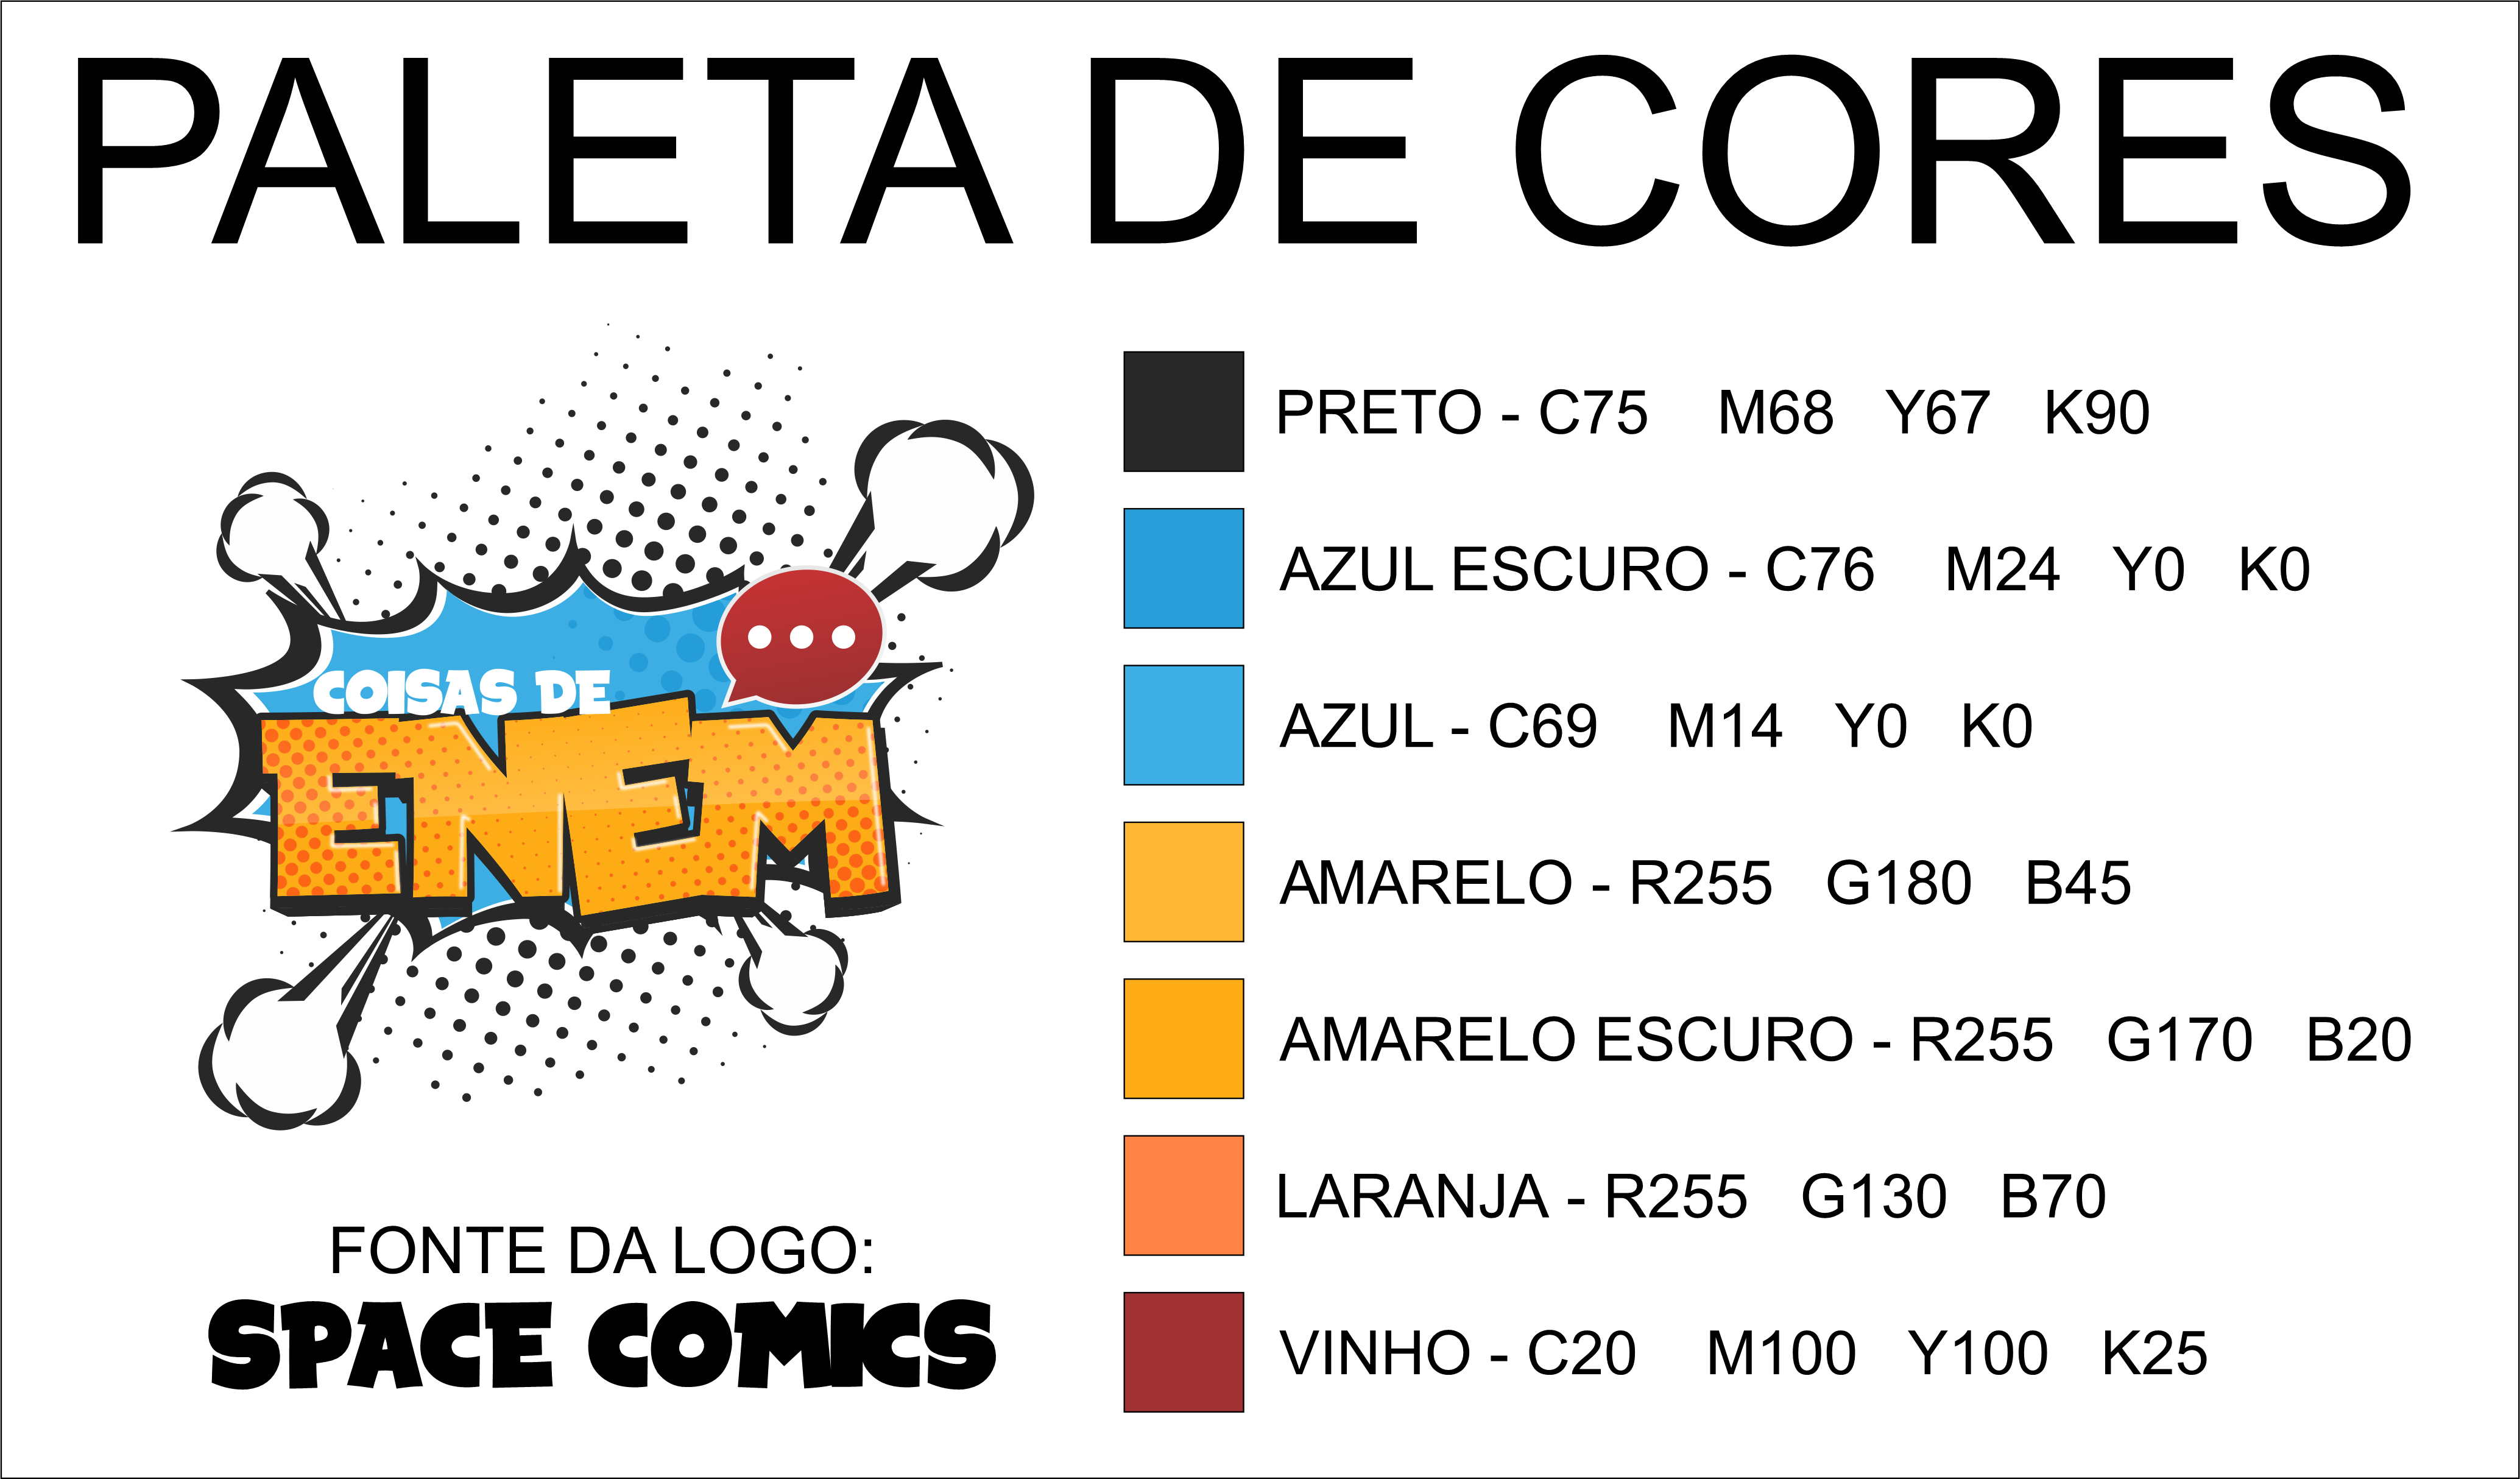 PALETA DE CORES
COISAS DE
ENEM
FONTE DA LOGO:
SPACE COMICS
PRETO - C75 M68 Y67 K90
AZUL ESCURO - C76 M24 Y0 K0
AZUL - C69 M14 Y0 K0
AMARELO - R255 G180 B45
AMARELO ESCURO - R255 G170 B20
LARANJA - R255 G130 B70
VINHO - C20 M100 Y100 K25